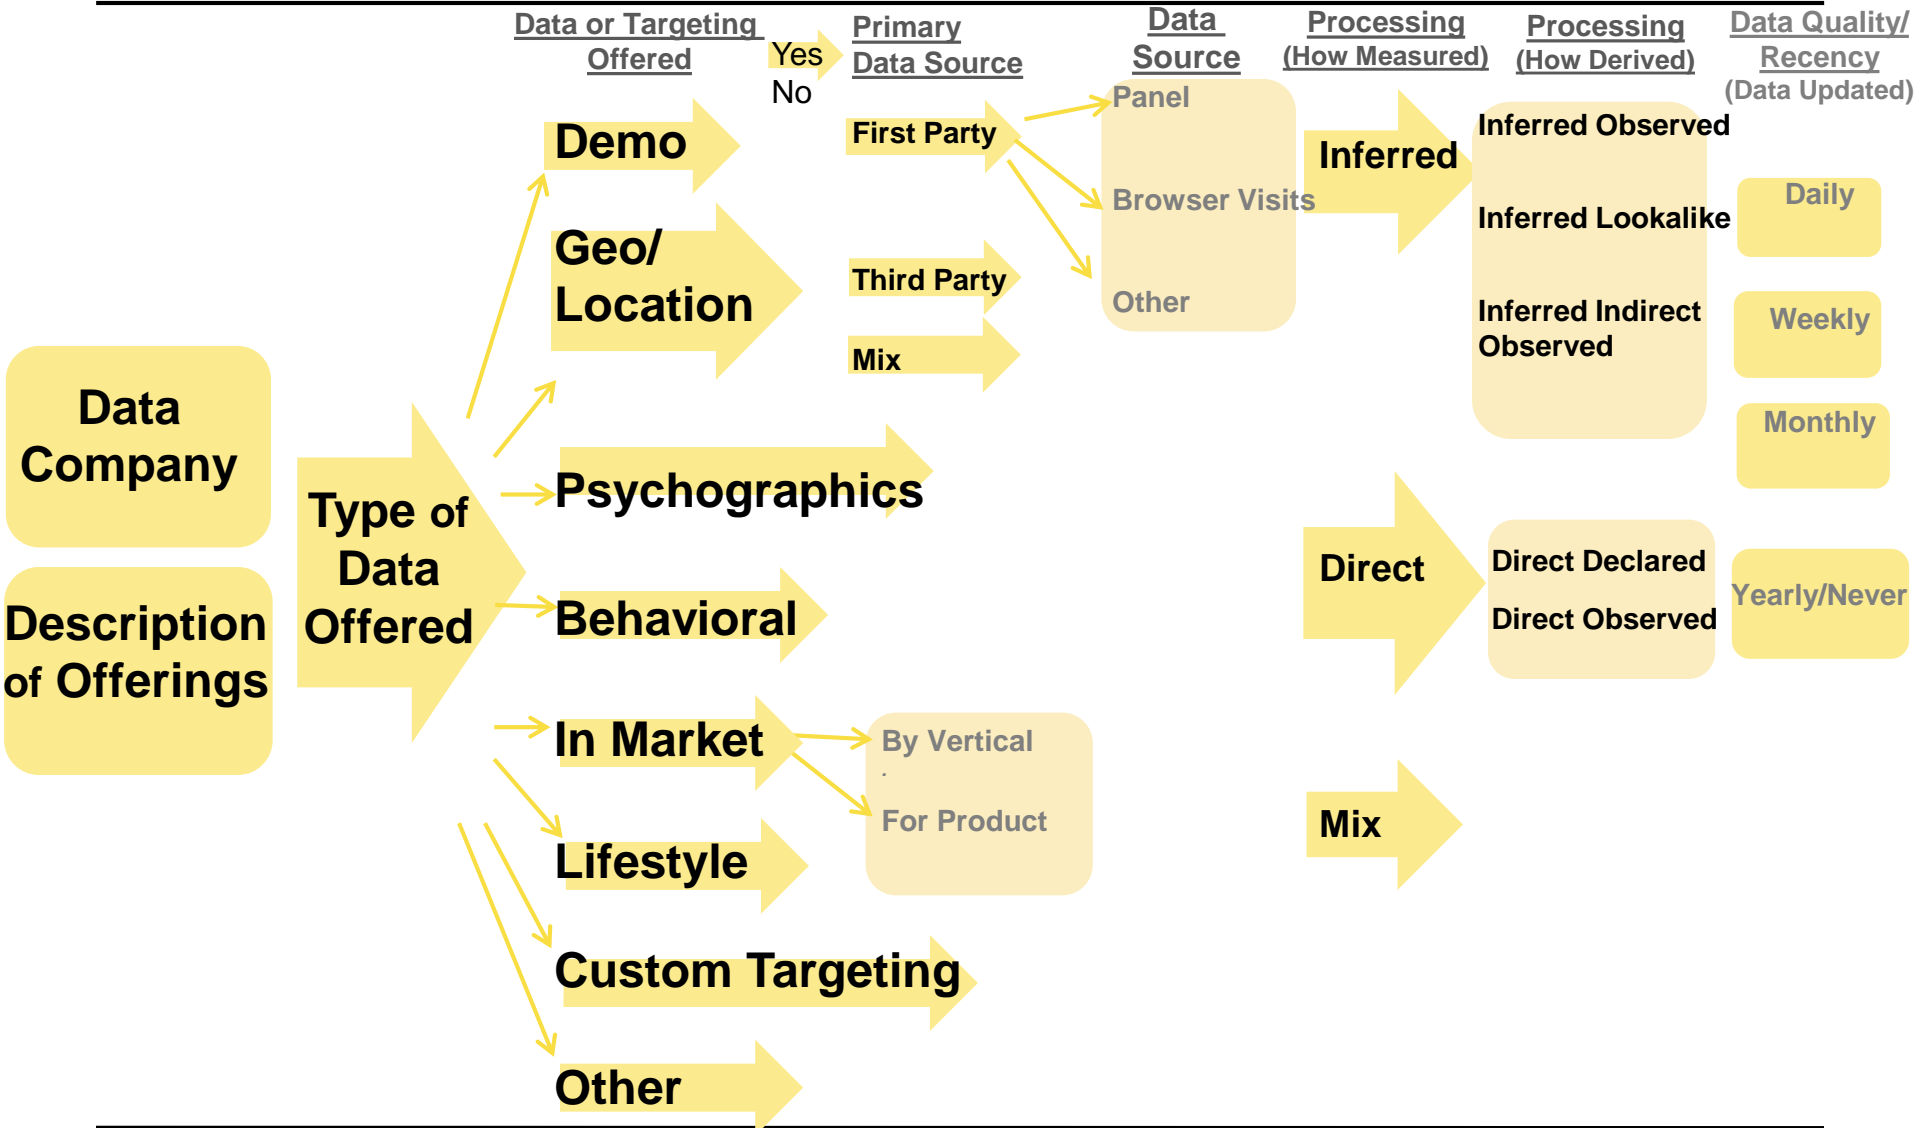 Data or Targeting
Offered
Yes
No
Primary
Data Source
Data
Source
Processing
(How Measured)
Processing
(How Derived)
Data Quality/
Recency
(Data Updated)
Data
Company
Description
of Offerings
Type of
Data
Offered
Demo
Geo/
Location
Psychographics
Behavioral
In Market
Lifestyle
Custom Targeting
Other
First Party
Third Party
Mix
By Vertical
.
For Product
Panel
Browser Visits
Other
Inferred
Direct
Mix
Inferred Observed
Inferred Lookalike
Inferred Indirect
Observed
Direct Declared
Direct Observed
Daily
Weekly
Monthly
Yearly/Never